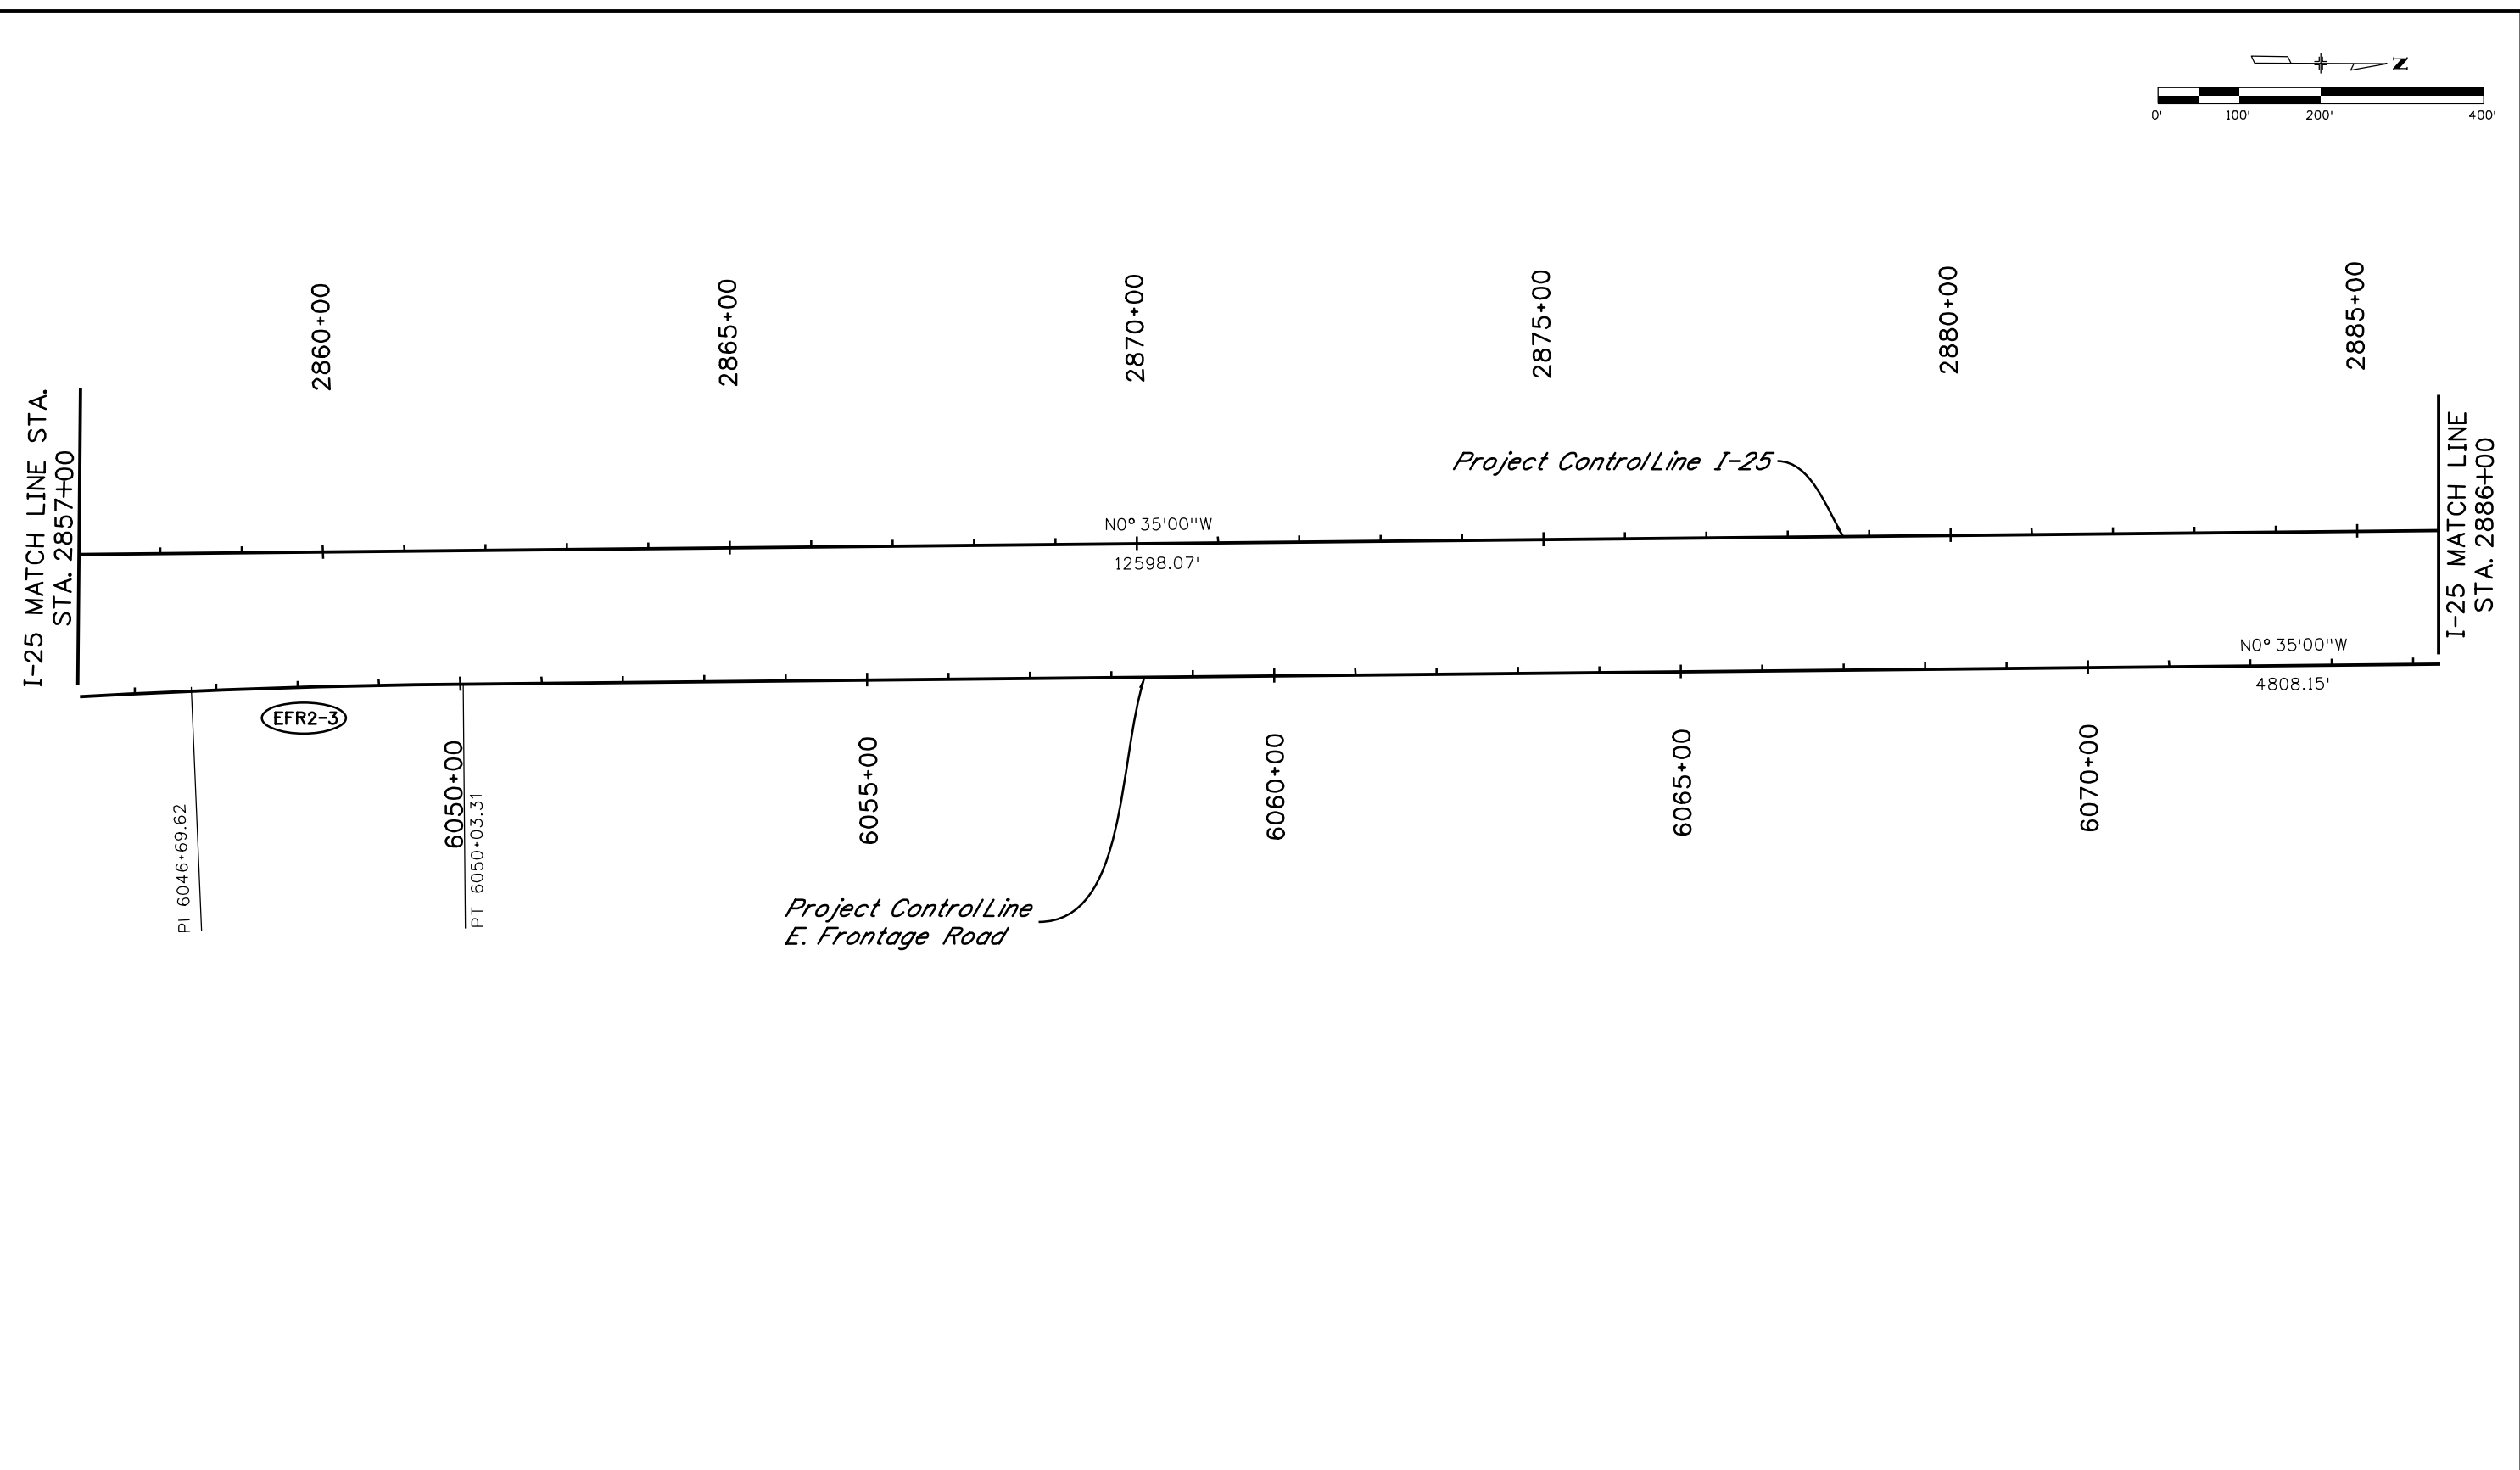 N
0'
100'
200'
400'
2860+00
2865+00
2870+00
2875+00
2880+00
2885+00
I-25 MATCH LINE STA.
STA. 2857+00
Project Control Line I-25
I-25 MATCH LINE
STA. 2886+00
N0° 35'00"W
12598.07'
N0° 35'00"W
4808.15'
EFR2-3
PI 6046+69.62
6050+00
PT 6050+03.31
6055+00
6060+00
6065+00
6070+00
Project Control Line
E. Frontage Road